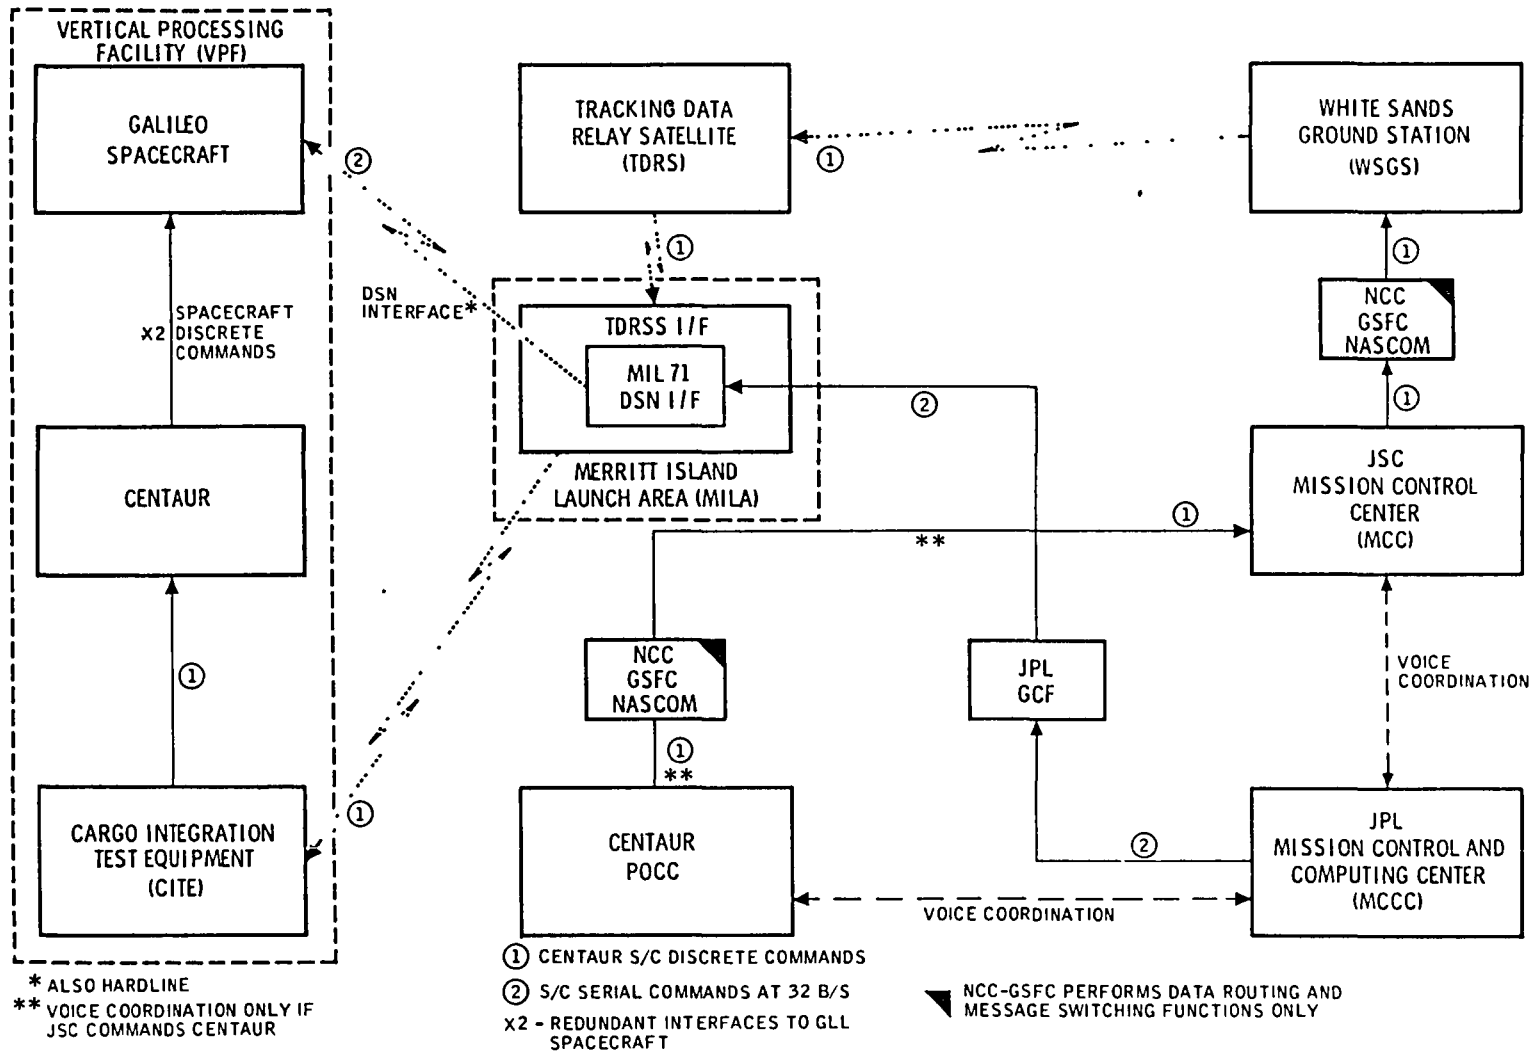 VERTICAL PROCESSING
FACILITY (VPF)
GALILEO
SPACECRAFT
②
X2
SPACECRAFT
DISCRETE
COMMANDS
CENTAUR
①
CARGO INTEGRATION
TEST EQUIPMENT
(CITE)
①
TRACKING DATA
RELAY SATELLITE
(TDRS)
①
①
DSN
INTERFACE*
TDRSS I/F
MIL 71
DSN I/F
MERRITT ISLAND
LAUNCH AREA (MILA)
②
WHITE SANDS
GROUND STATION
(WSGS)
①
NCC
GSFC
NASCOM
①
JSC
MISSION CONTROL
CENTER
(MCC)
①
**
NCC
GSFC
NASCOM
①
**
CENTAUR
POCC
JPL
GCF
②
VOICE
COORDINATION
JPL
MISSION CONTROL AND
COMPUTING CENTER
(MCCC)
VOICE COORDINATION
* ALSO HARDLINE
** VOICE COORDINATION ONLY IF
JSC COMMANDS CENTAUR
① CENTAUR S/C DISCRETE COMMANDS
② S/C SERIAL COMMANDS AT 32 B/S
X2 - REDUNDANT INTERFACES TO GLL
SPACECRAFT
NCC-GSFC PERFORMS DATA ROUTING AND
MESSAGE SWITCHING FUNCTIONS ONLY